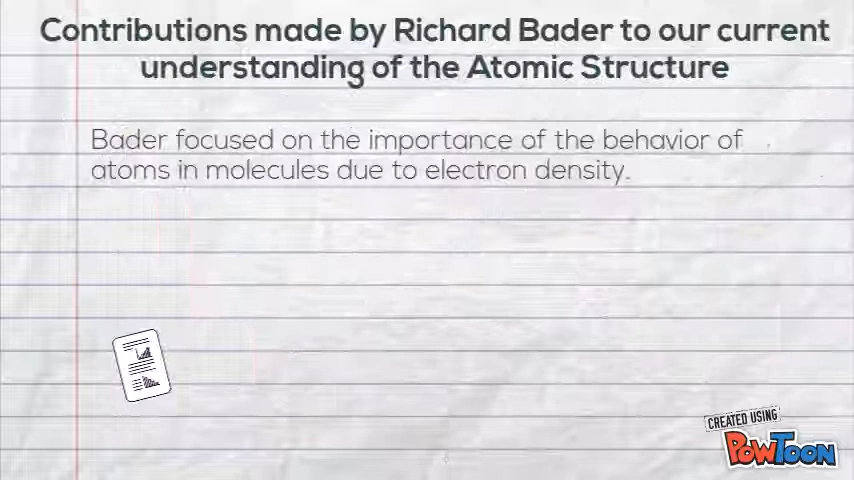 Contributions made by Richard Bader to our current
understanding of the Atomic Structure
Bader focused on the importance of the behavior of
atoms in molecules due to electron density.
CREATED USING
POWTOON